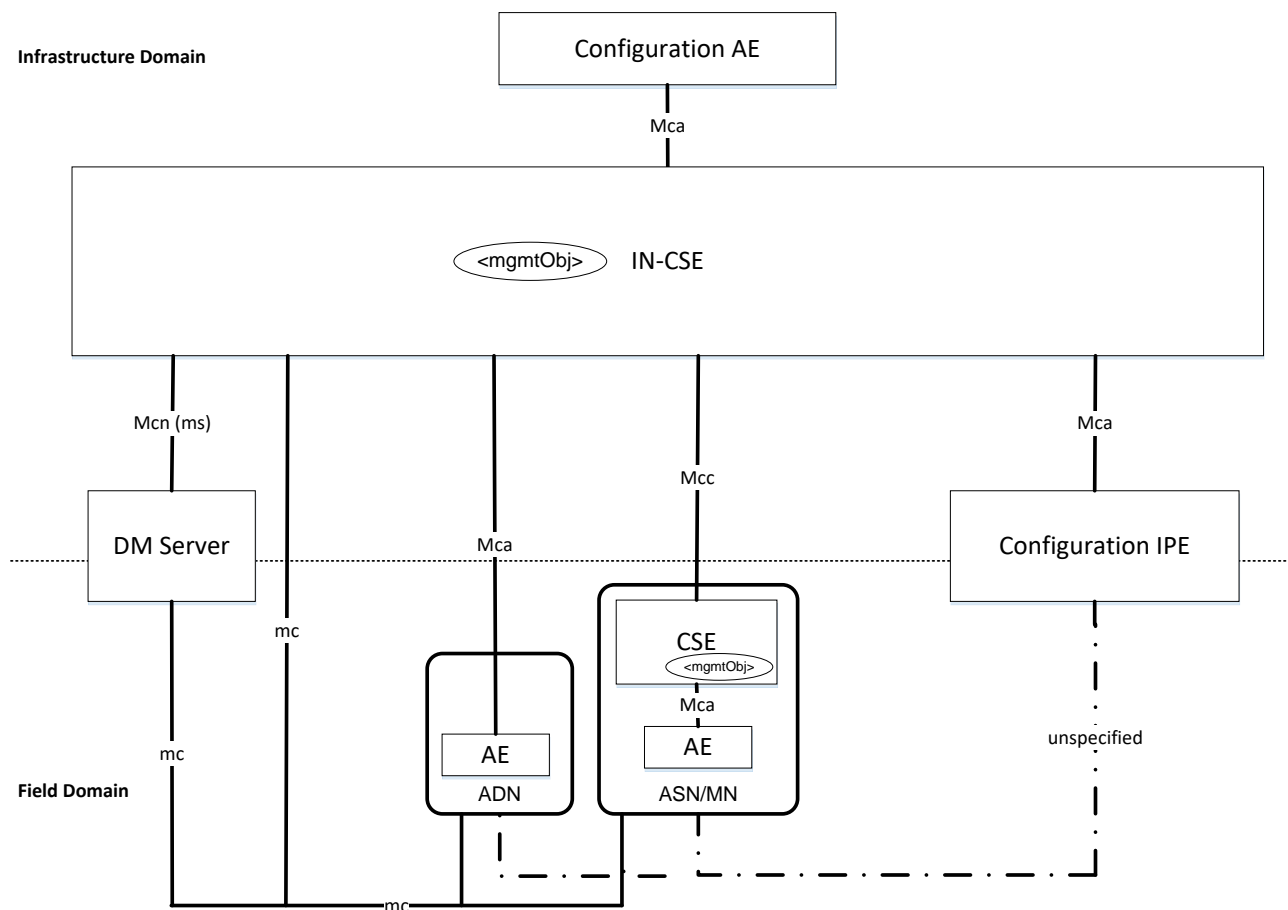 Configuration AE
Infrastructure Domain
Mca
<mgmtObj> IN-CSE
Mcn (ms)
Mca
Mcc
DM Server
Mca
Configuration IPE
mc
CSE
<mgmtObj>
Mca
unspecified
mc
AE
AE
Field Domain
ADN
ASN/MN
mc